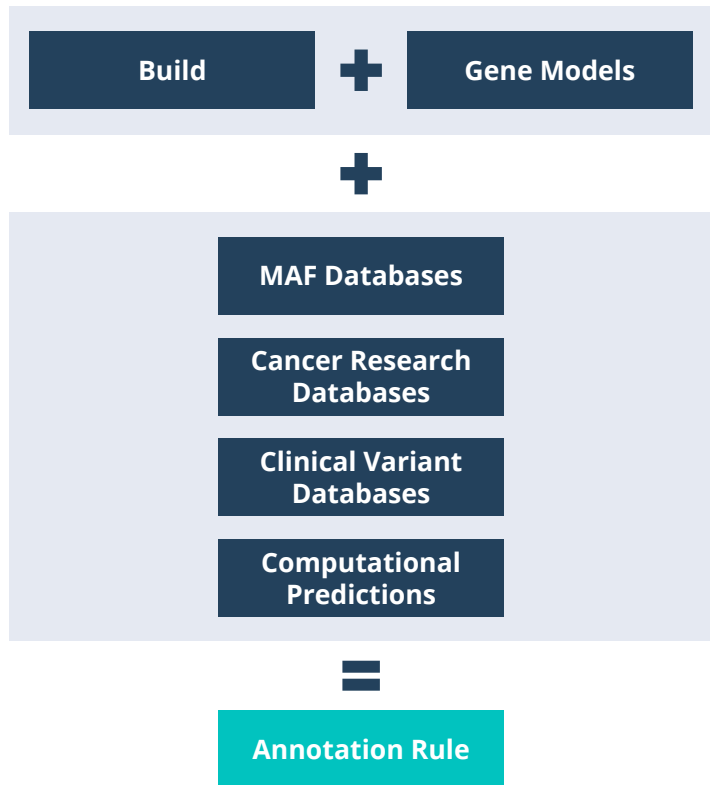 Build
Gene Models
MAF Databases
Cancer Research
Databases
Clinical Variant
Databases
Computational
Predictions
Annotation Rule